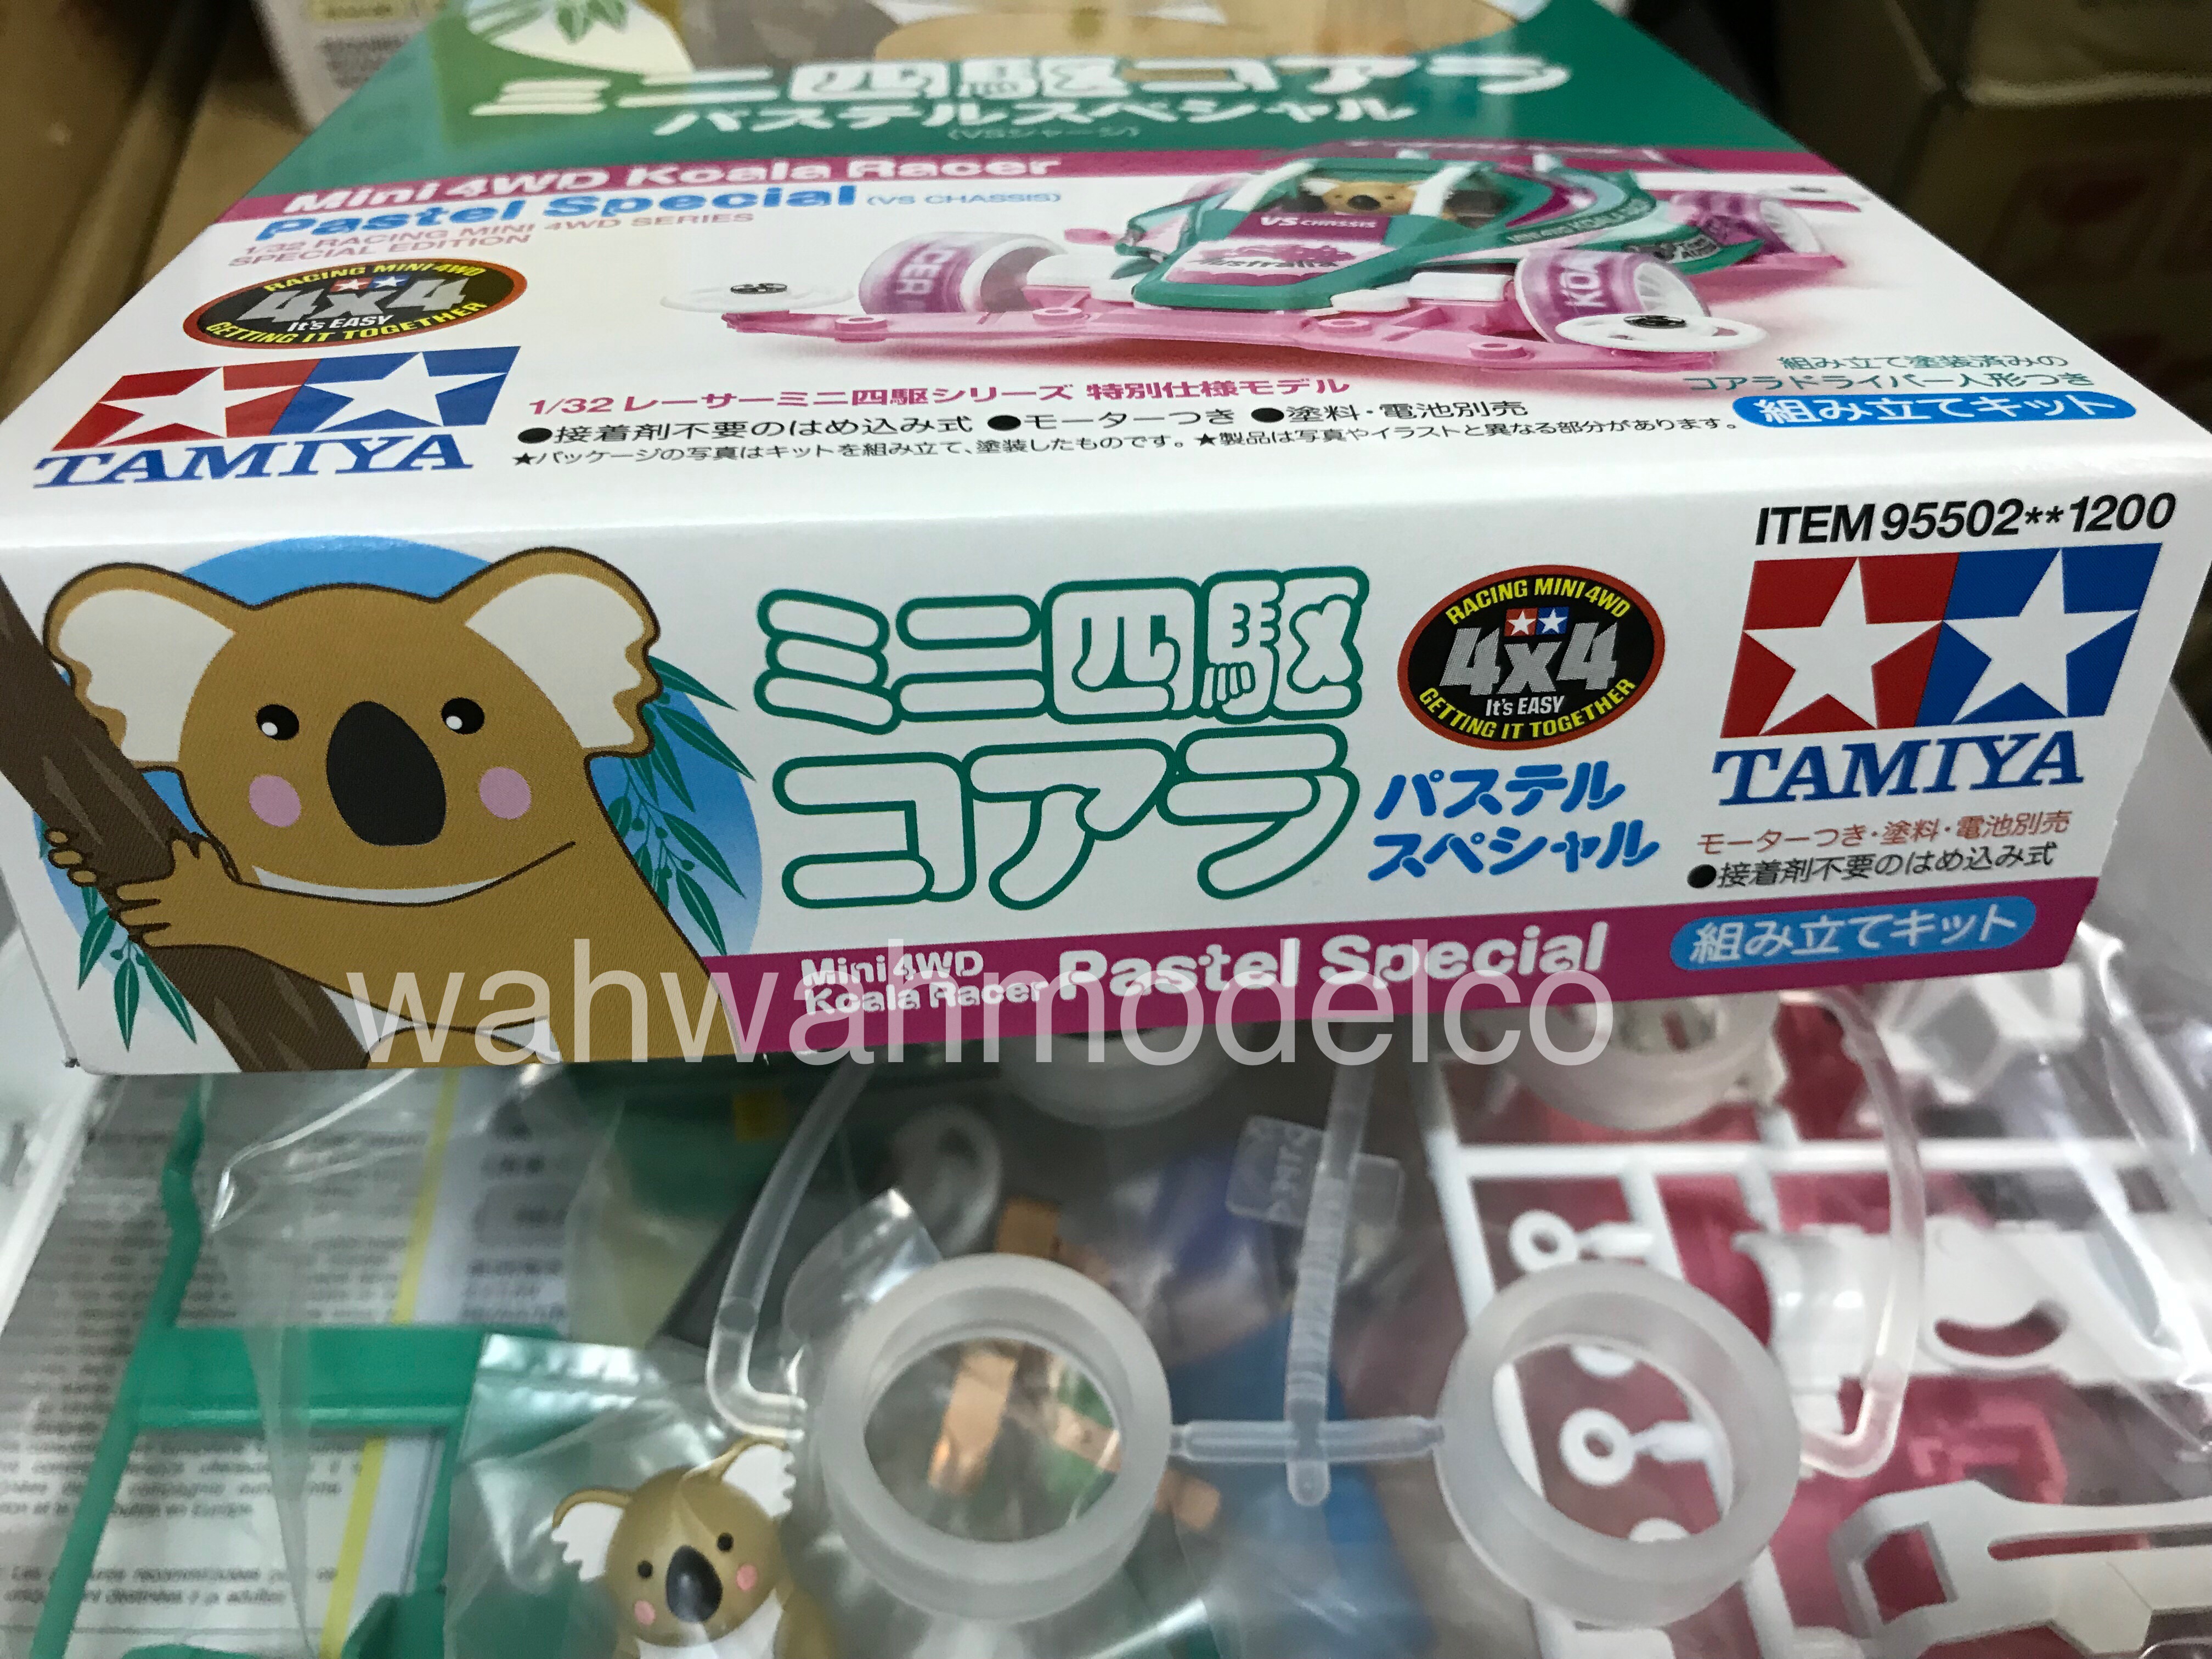 ミニ四駆コアラ
パステルスペシャル
(VSシャーシ)
Mini 4WD Koala Racer
Pastel Special (VS CHASSIS)
1/32 RACING MINI 4WD SERIES
SPECIAL EDITION
RACING MINI 4WD
4x4
It's EASY
GETTING IT TOGETHER
TAMIYA
VS CHASSIS
Australia
RACER
KOA
1/32 レーサーミニ四駆シリーズ 特別仕様モデル
●接着剤不要のはめ込み式 ●モーターつき ●塗料・電池別売
★パッケージの写真はキットを組み立て、塗装したものです。★製品は写真やイラストと異なる部分があります。
組み立て塗装済みの
コアラドライバー人形つき
組み立てキット
ITEM 95502**1200
ミニ四駆
コアラ
パステル
スペシャル
RACING MINI 4WD
4x4
It's EASY
GETTING IT TOGETHER
TAMIYA
モーターつき・塗料・電池別売
●接着剤不要のはめ込み式
Mini 4WD
Koala Racer Pastel Special
組み立てキット
wahwahmodelco